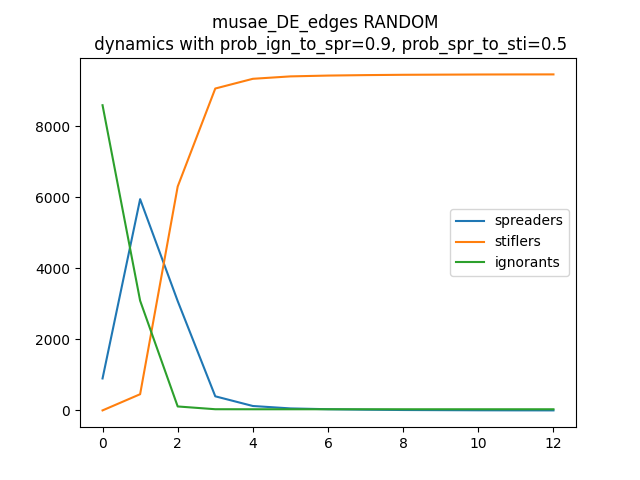 musae_DE_edges RANDOM
dynamics with prob_ign_to_spr=0.9, prob_spr_to_sti=0.5
8000
6000
4000
2000
0
spreaders
stiflers
ignorants
0 2 4 6 8 10 12